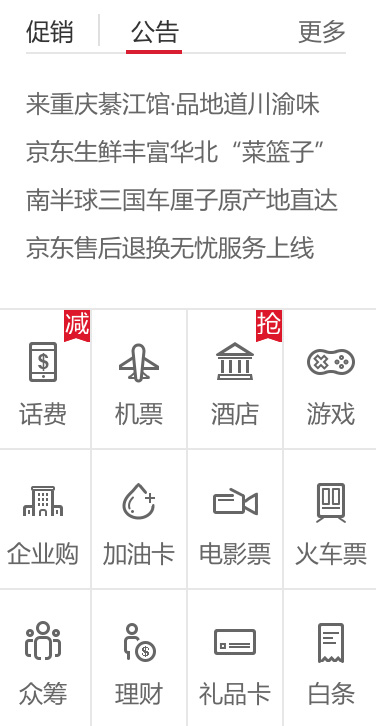 促销 公告 更多
来重庆綦江馆·品地道川渝味
京东生鲜丰富华北“菜篮子”
南半球三国车厘子原产地直达
京东售后退换无忧服务上线
减 抢
$
话费 机票 酒店 游戏
企业购 加油卡 电影票 火车票
$
众筹 理财 礼品卡 白条